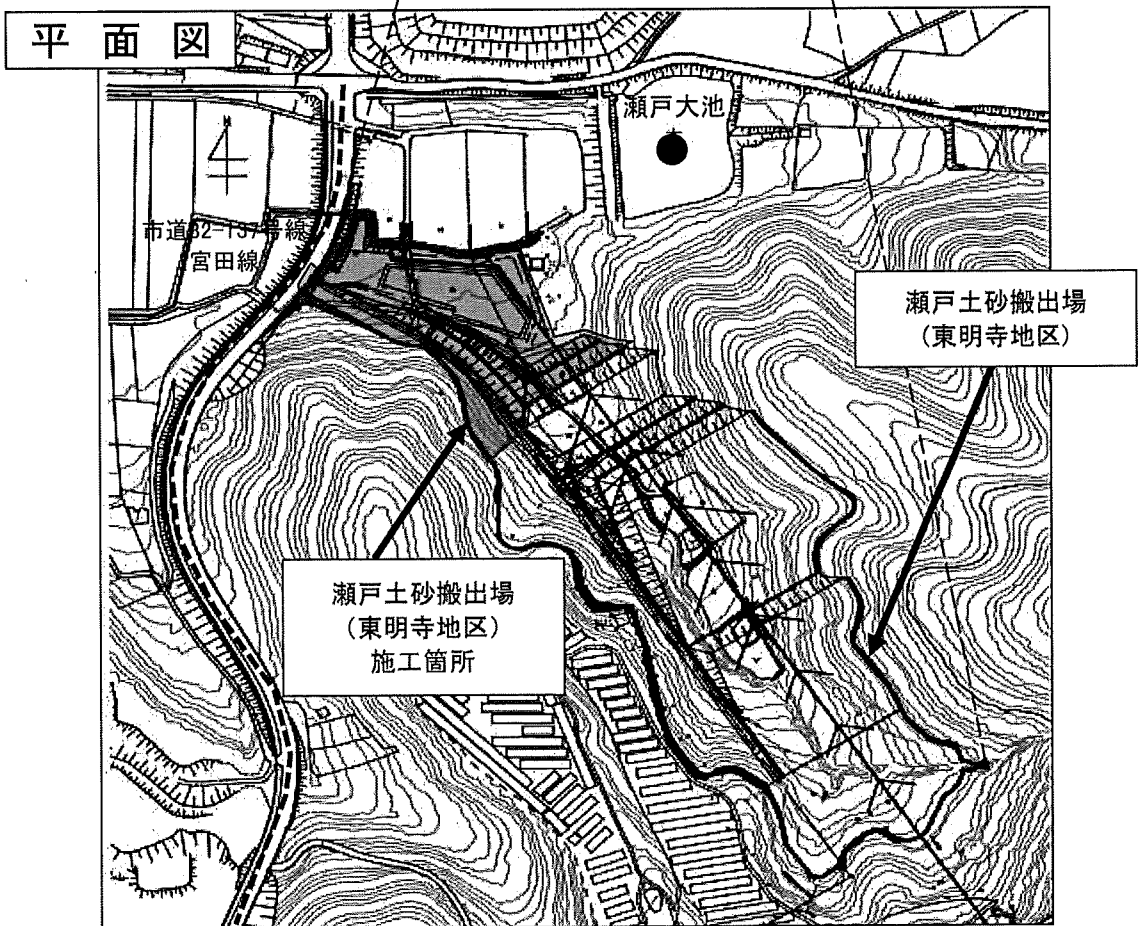 平面図
瀬戸大池
市道32-137号線
宮田線
瀬戸土砂搬出場
(東明寺地区)
瀬戸土砂搬出場
(東明寺地区)
施工箇所